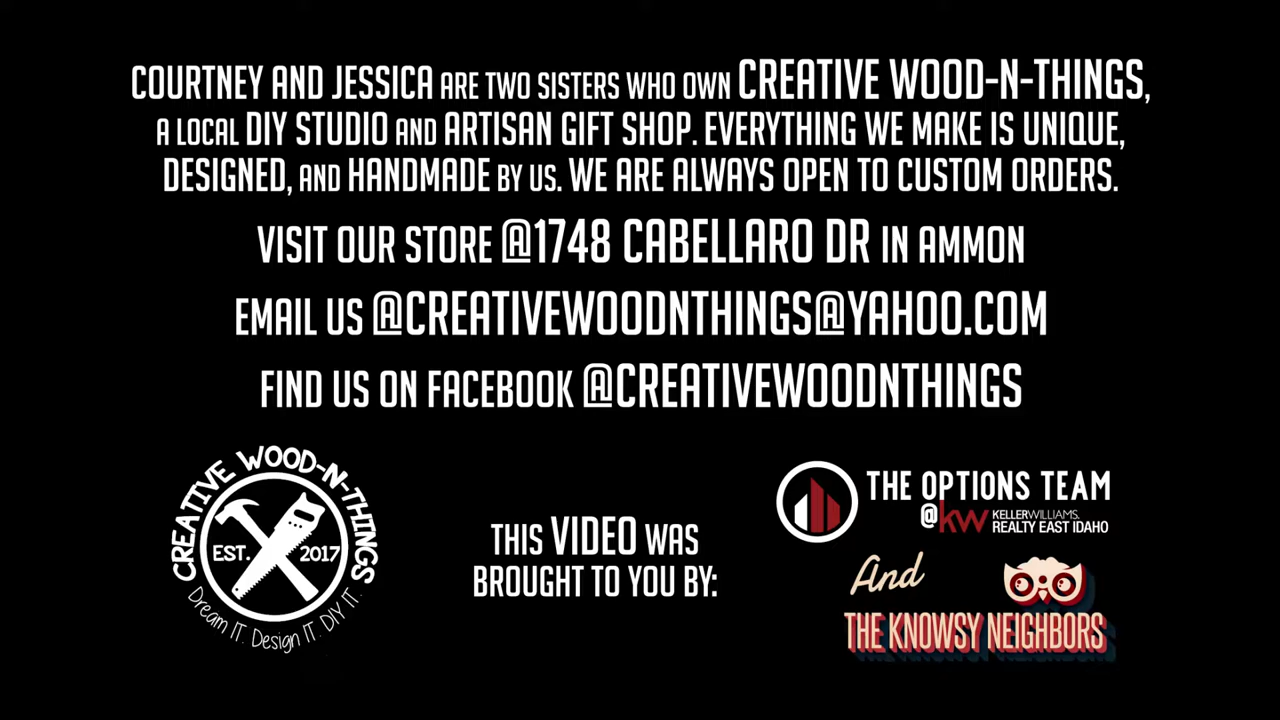 COURTNEY AND JESSICA ARE TWO SISTERS WHO OWN CREATIVE WOOD-N-THINGS,
A LOCAL DIY STUDIO AND ARTISAN GIFT SHOP. EVERYTHING WE MAKE IS UNIQUE,
DESIGNED, AND HANDMADE BY US. WE ARE ALWAYS OPEN TO CUSTOM ORDERS.
VISIT OUR STORE @1748 CABELLARO DR IN AMMON
EMAIL US @CREATIVEWOODNTHINGS@YAHOO.COM
FIND US ON FACEBOOK @CREATIVEWOODNTHINGS
CREATIVE WOOD-N-THINGS
EST. 2017
Dream IT. Design IT. DIY IT.
THIS VIDEO WAS
BROUGHT TO YOU BY:
THE OPTIONS TEAM
@kw KELLERWILLIAMS.
REALTY EAST IDAHO
And
THE KNOWSY NEIGHBORS